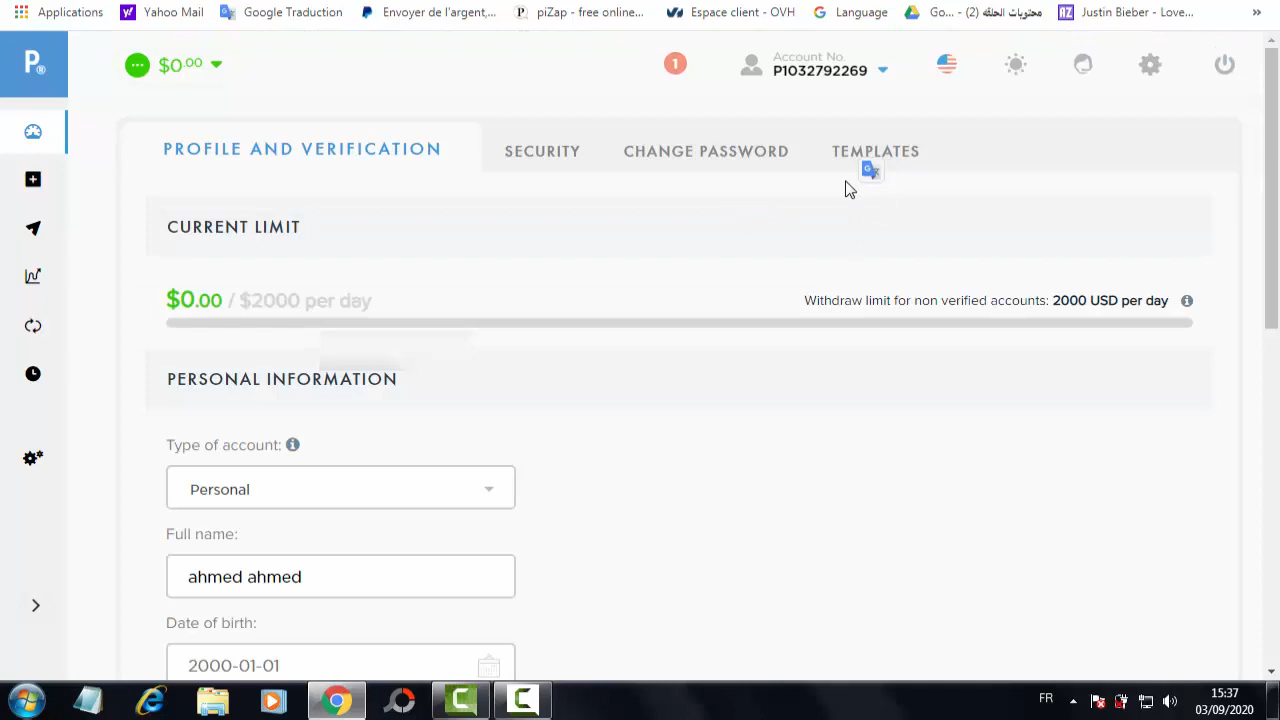 Applications Yahoo Mail Google Traduction Envoyer de l'argent,... piZap - free online... Espace client - OVH Language Go... - (2) محتويات الحلقة Justin Bieber - Love... »
P
$0.00
1
Account No.
P1032792269
PROFILE AND VERIFICATION SECURITY CHANGE PASSWORD TEMPLATES
CURRENT LIMIT
$0.00 / $2000 per day
Withdraw limit for non verified accounts: 2000 USD per day
PERSONAL INFORMATION
Type of account:
Personal
Full name:
ahmed ahmed
Date of birth:
2000-01-01
FR
15:37
03/09/2020